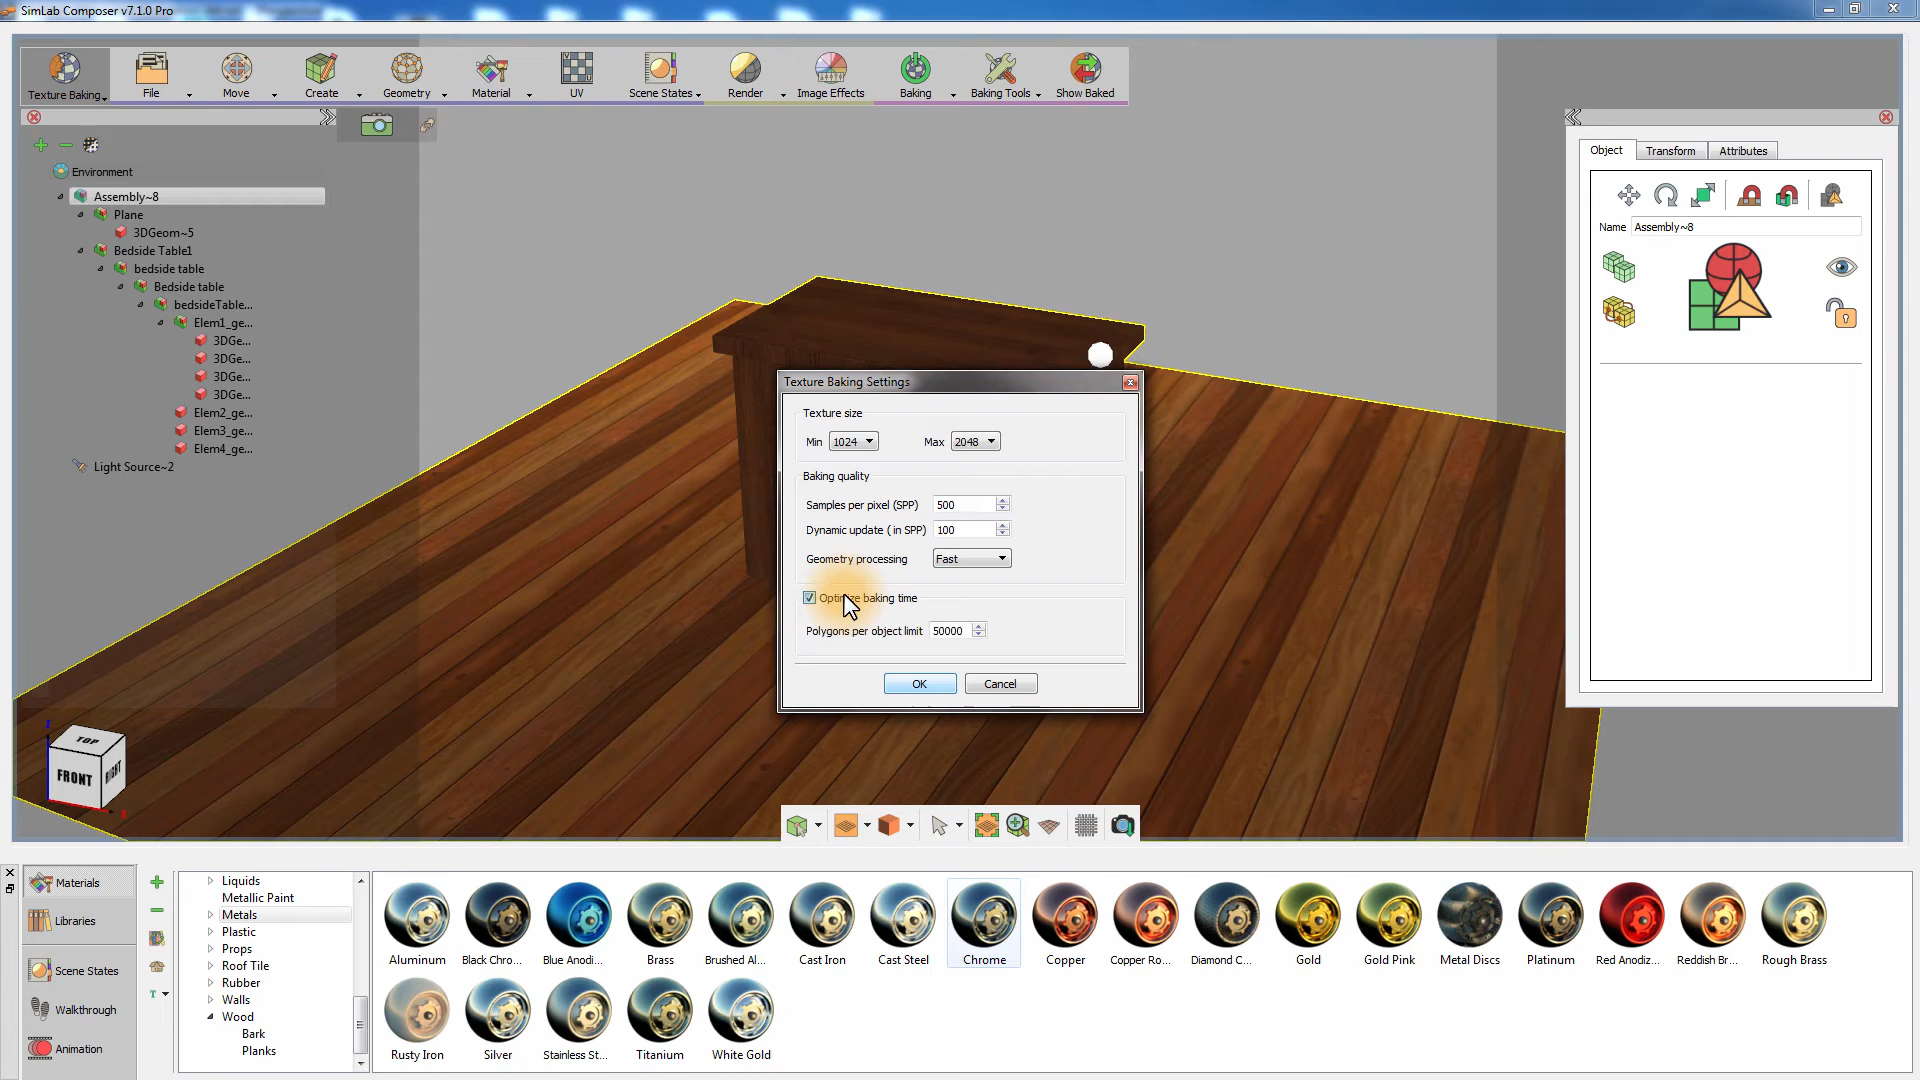 SimLab Composer v7.1.0 Pro
Texture Baking
File
Move
Create
Geometry
Material
UV
Scene States
Render
Image Effects
Baking
Baking Tools
Show Baked
Environment
Assembly~8
Plane
3DGeom~5
Bedside Table1
bedside table
Bedside table
bedsideTable...
Elem1_ge...
3DGe...
3DGe...
3DGe...
3DGe...
Elem2_ge...
Elem3_ge...
Elem4_ge...
Light Source~2
Object
Transform
Attributes
Name Assembly~8
Texture Baking Settings
Texture size
Min 1024 Max 2048
Baking quality
Samples per pixel (SPP) 500
Dynamic update ( in SPP) 100
Geometry processing Fast
Optimize baking time
Polygons per object limit 50000
OK
Cancel
TOP
FRONT
RIGHT
Materials
Libraries
Scene States
Walkthrough
Animation
Liquids
Metallic Paint
Metals
Plastic
Props
Roof Tile
Rubber
Walls
Wood
Bark
Planks
Aluminum
Black Chro...
Blue Anodi...
Brass
Brushed Al...
Cast Iron
Cast Steel
Chrome
Copper
Copper Ro...
Diamond C...
Gold
Gold Pink
Metal Discs
Platinum
Red Anodiz...
Reddish Br...
Rough Brass
Rusty Iron
Silver
Stainless St...
Titanium
White Gold